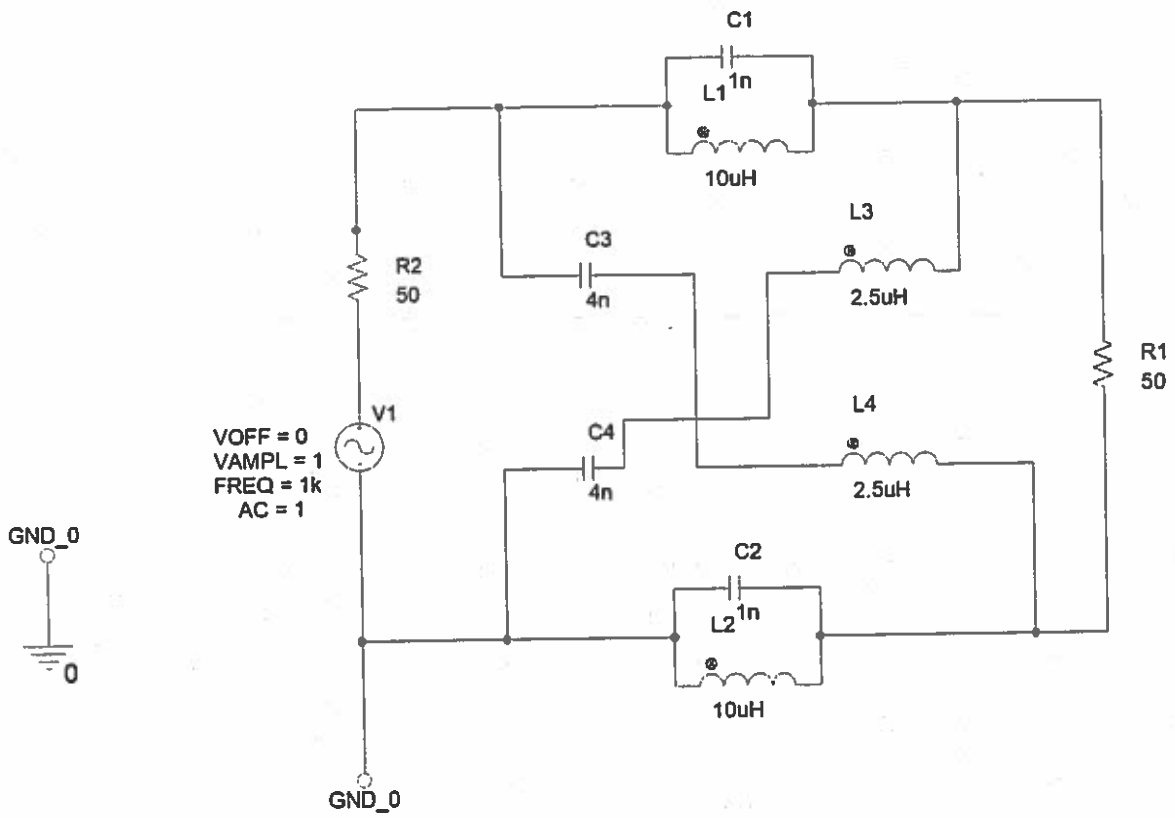 C1
1n
L1
10uH
L3
2.5uH
C3
4n
R2
50
R1
50
L4
2.5uH
C4
4n
V1
VOFF = 0
VAMPL = 1
FREQ = 1k
AC = 1
GND_0
0
C2
1n
L2
10uH
GND_0